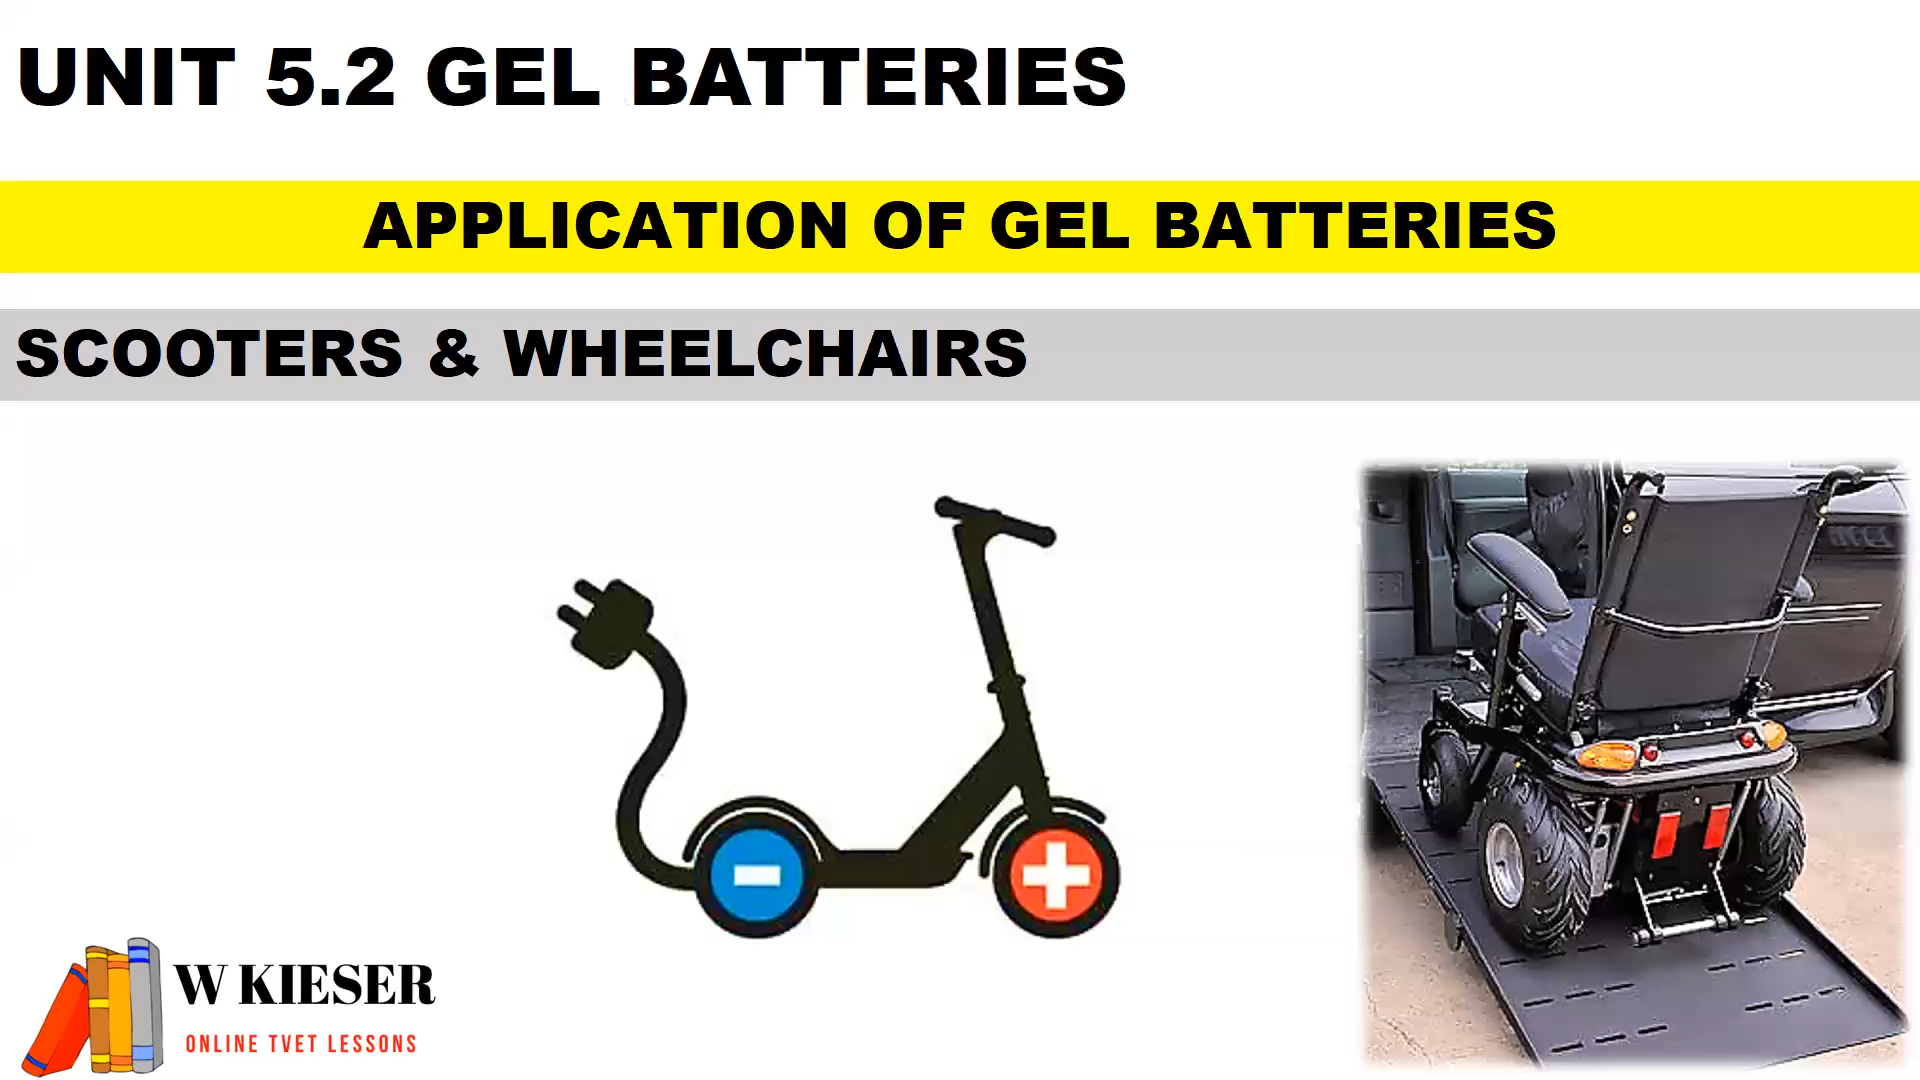 UNIT 5.2 GEL BATTERIES
APPLICATION OF GEL BATTERIES
SCOOTERS & WHEELCHAIRS
W KIESER
ONLINE TVET LESSONS